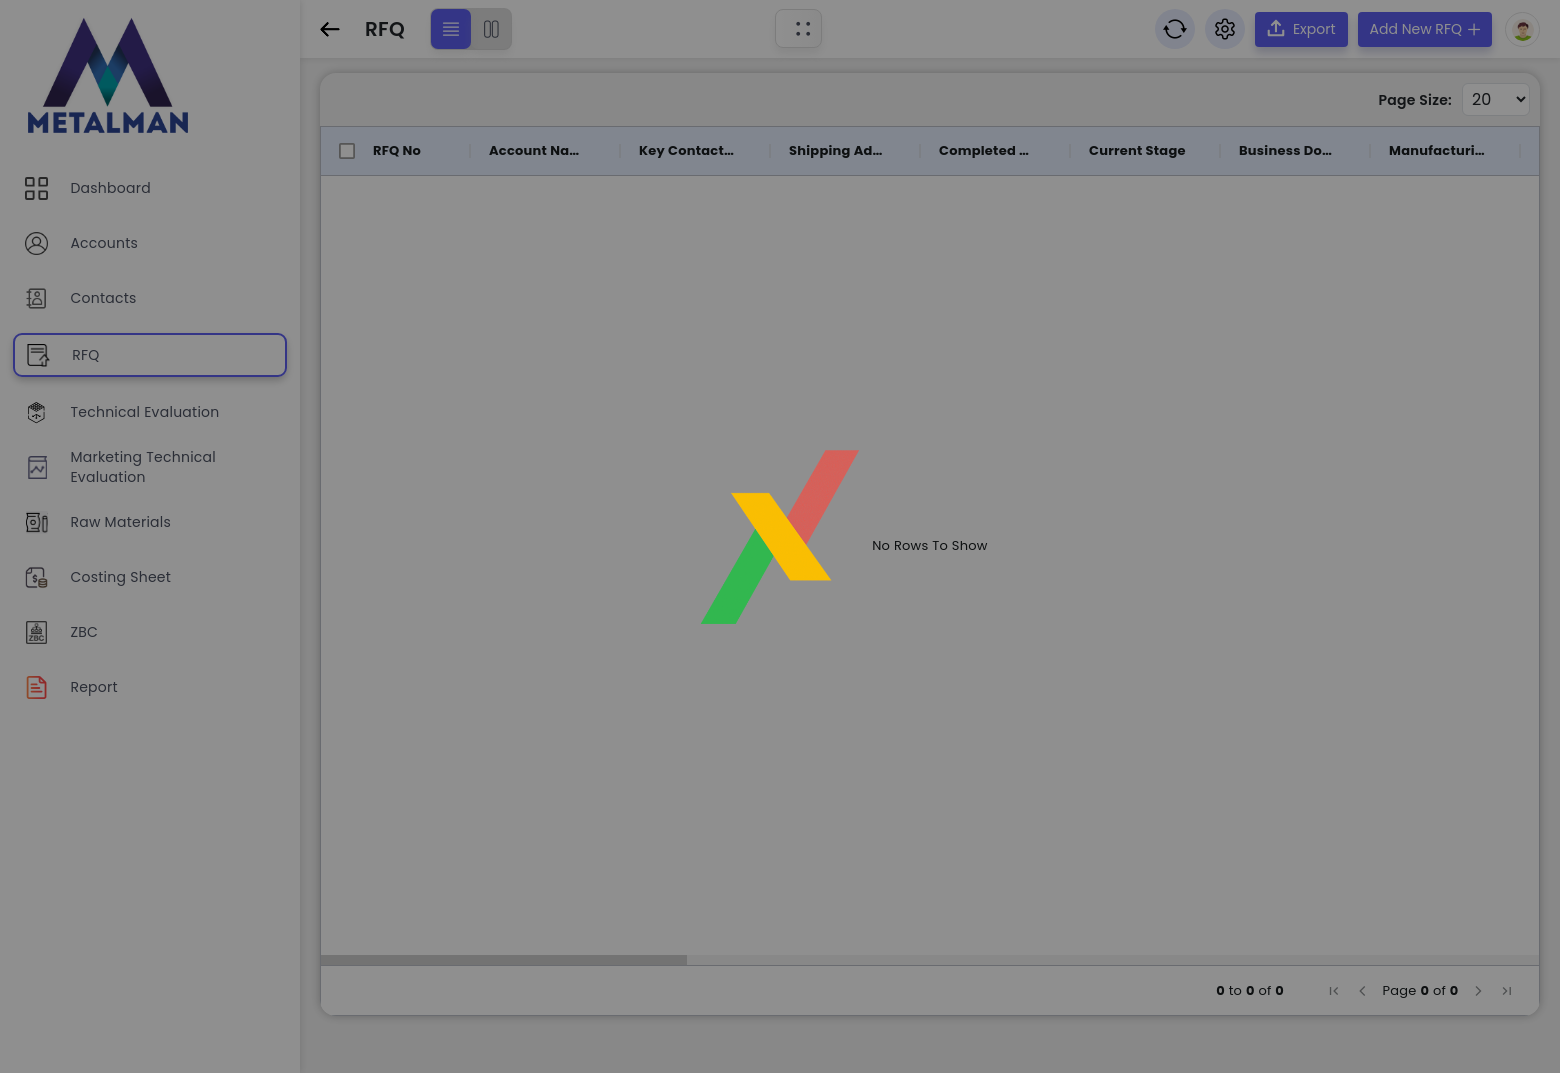 METALMAN
Dashboard
Accounts
Contacts
RFQ
Technical Evaluation
Marketing Technical
Evaluation
Raw Materials
Costing Sheet
ZBC
ZBC
Report
RFQ
Export
Add New RFQ
Page Size:
20
RFQ No
Account Na...
Key Contact...
Shipping Ad...
Completed ...
Current Stage
Business Do...
Manufacturi...
No Rows To Show
0 to 0 of 0
Page 0 of 0